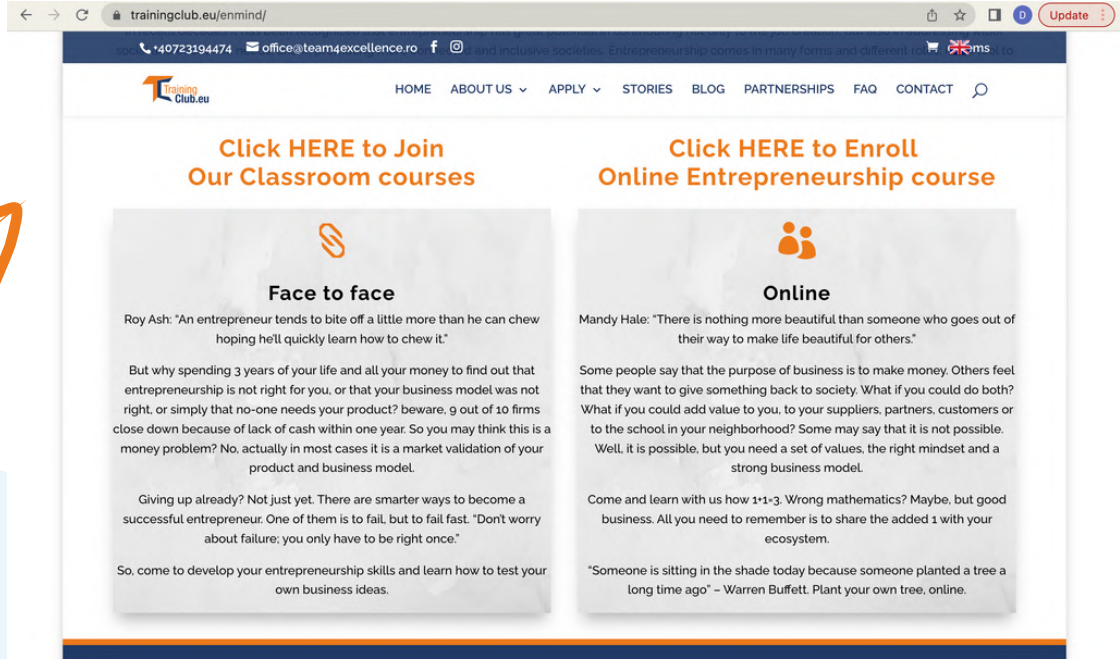 trainingclub.eu/enmind/
D
Update
+40723194474 office@team4excellence.ro
Training
Club.eu
HOME ABOUT US APPLY STORIES BLOG PARTNERSHIPS FAQ CONTACT
Click HERE to Join
Our Classroom courses
Face to face
Roy Ash: “An entrepreneur tends to bite off a little more than he can chew
hoping he’ll quickly learn how to chew it.”
But why spending 3 years of your life and all your money to find out that
entrepreneurship is not right for you, or that your business model was not
right, or simply that no-one needs your product? beware, 9 out of 10 firms
close down because of lack of cash within one year. So you may think this is a
money problem? No, actually in most cases it is a market validation of your
product and business model.
Giving up already? Not just yet. There are smarter ways to become a
successful entrepreneur. One of them is to fail, but to fail fast. “Don’t worry
about failure; you only have to be right once.”
So, come to develop your entrepreneurship skills and learn how to test your
own business ideas.
Click HERE to Enroll
Online Entrepreneurship course
Online
Mandy Hale: “There is nothing more beautiful than someone who goes out of
their way to make life beautiful for others.”
Some people say that the purpose of business is to make money. Others feel
that they want to give something back to society. What if you could do both?
What if you could add value to you, to your suppliers, partners, customers or
to the school in your neighborhood? Some may say that it is not possible.
Well, it is possible, but you need a set of values, the right mindset and a
strong business model.
Come and learn with us how 1+1=3. Wrong mathematics? Maybe, but good
business. All you need to remember is to share the added 1 with your
ecosystem.
“Someone is sitting in the shade today because someone planted a tree a
long time ago” – Warren Buffett. Plant your own tree, online.